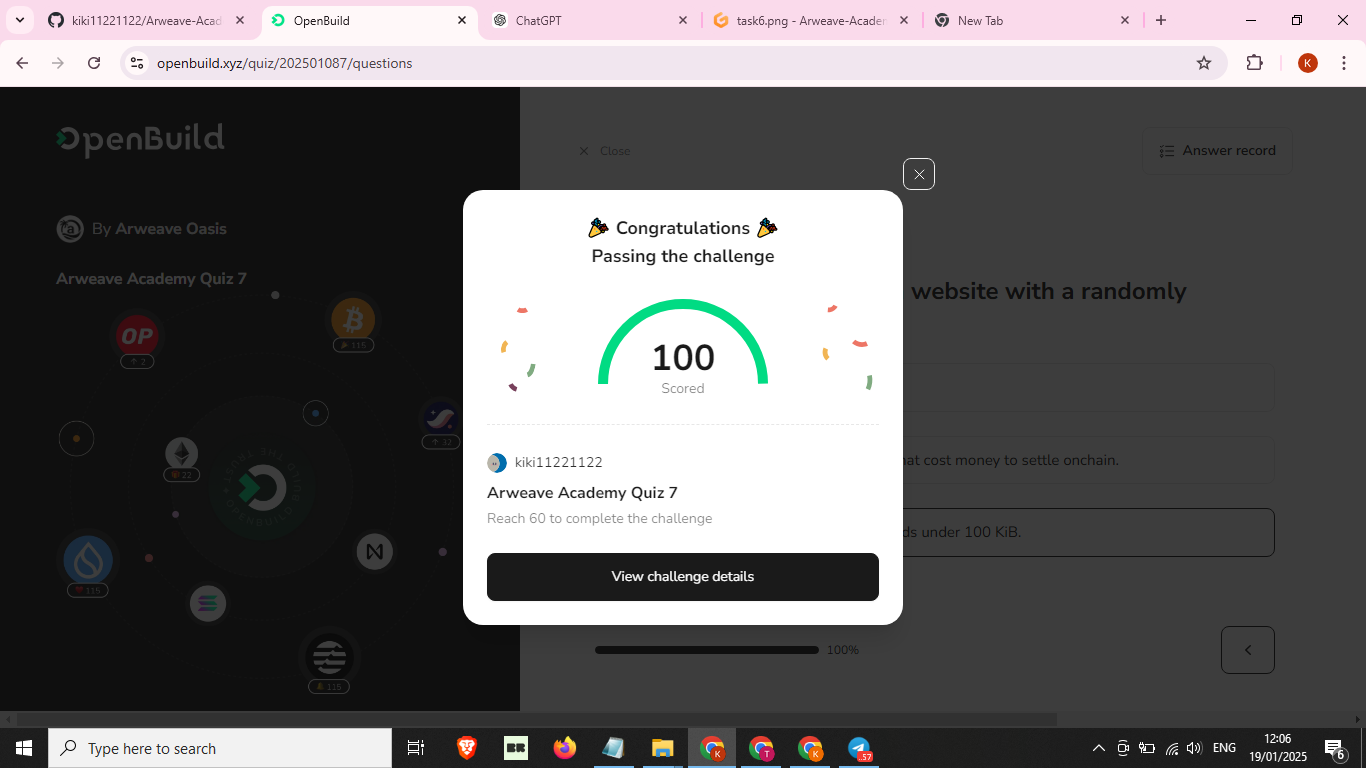 kiki11221122/Arweave-Acad
OpenBuild
ChatGPT
task6.png - Arweave-Academ
New Tab
openbuild.xyz/quiz/202501087/questions
K
OpenBuild
Close
Answer record
By Arweave Oasis
Arweave Academy Quiz 7
🎉 Congratulations 🎉
Passing the challenge
website with a randomly
OP
2
115
100
Scored
32
22
hat cost money to settle onchain.
kiki11221122
Arweave Academy Quiz 7
Reach 60 to complete the challenge
ds under 100 KiB.
115
View challenge details
100%
115
Type here to search
BR
K
T
K
.57
ENG
12:06
19/01/2025
6